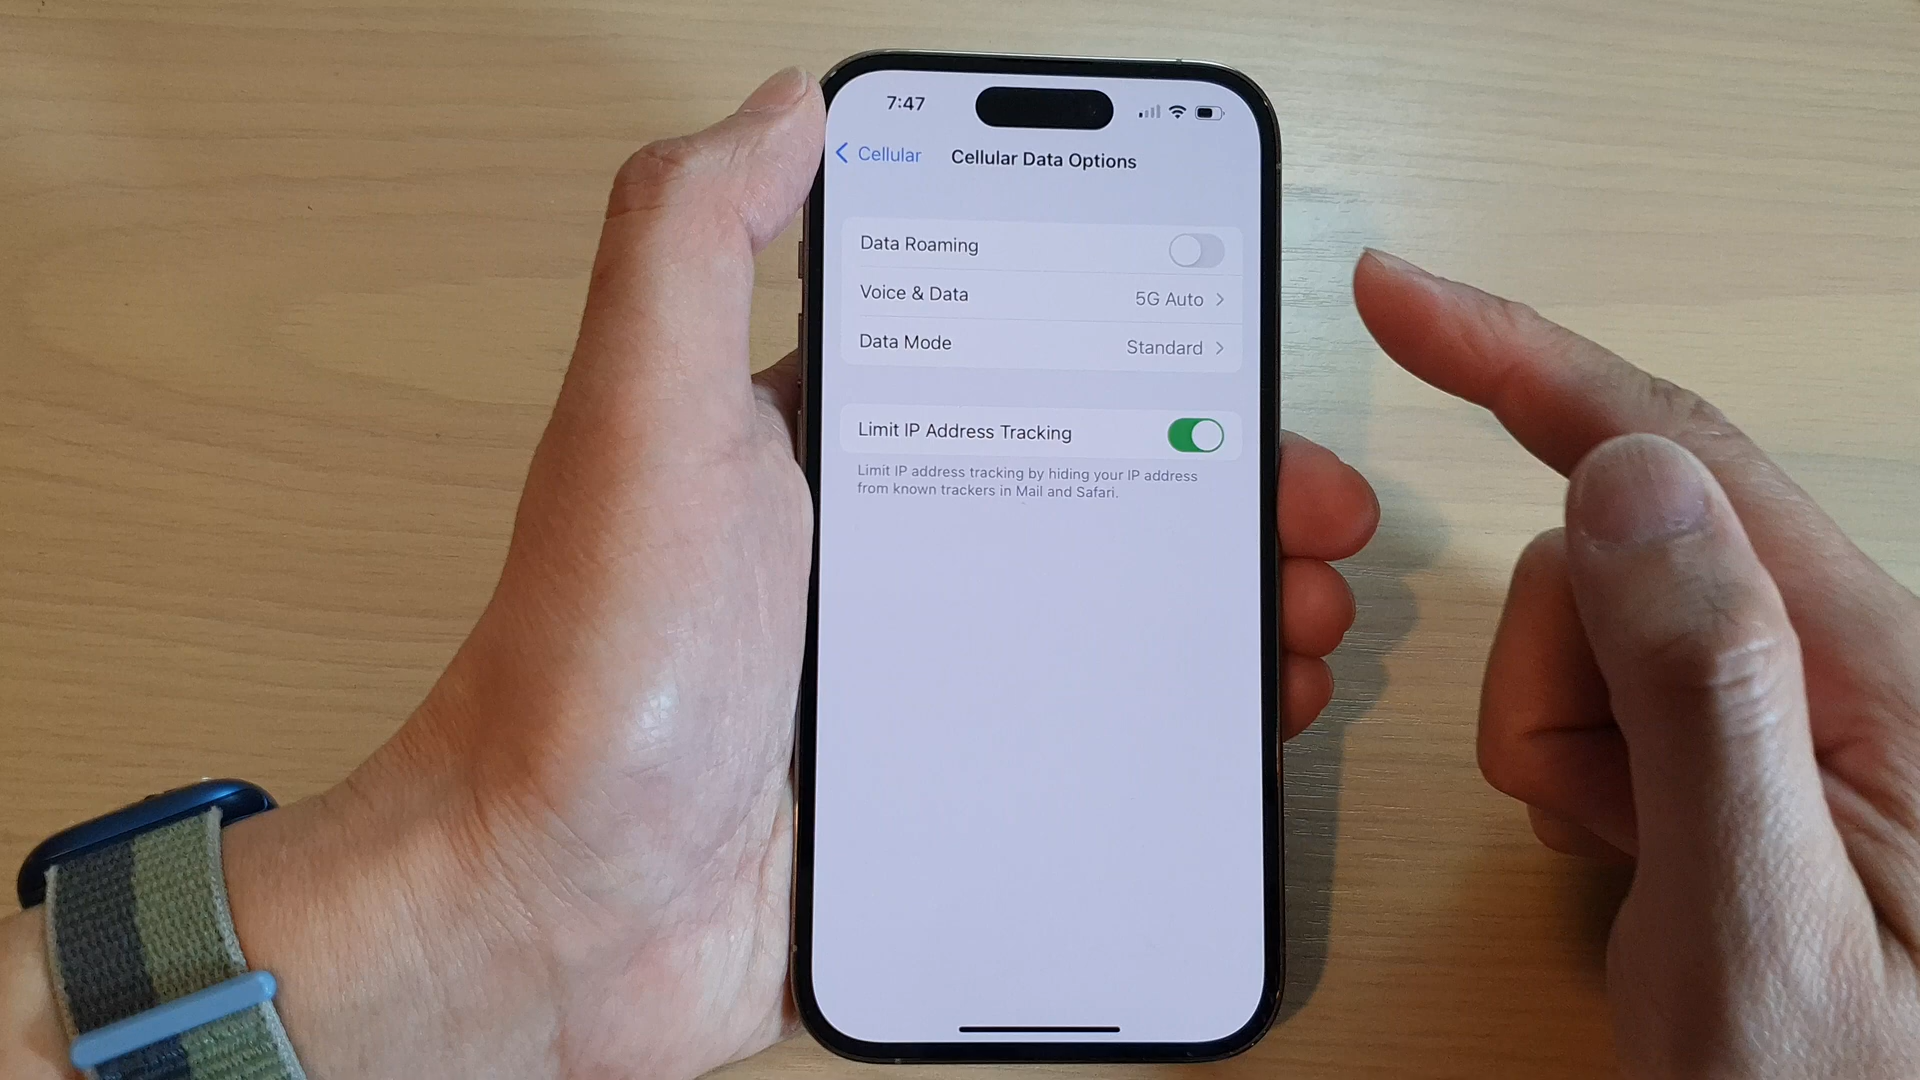 7:47
Cellular
Cellular Data Options
Data Roaming
Voice & Data
5G Auto
Data Mode
Standard
Limit IP Address Tracking
Limit IP address tracking by hiding your IP address
from known trackers in Mail and Safari.